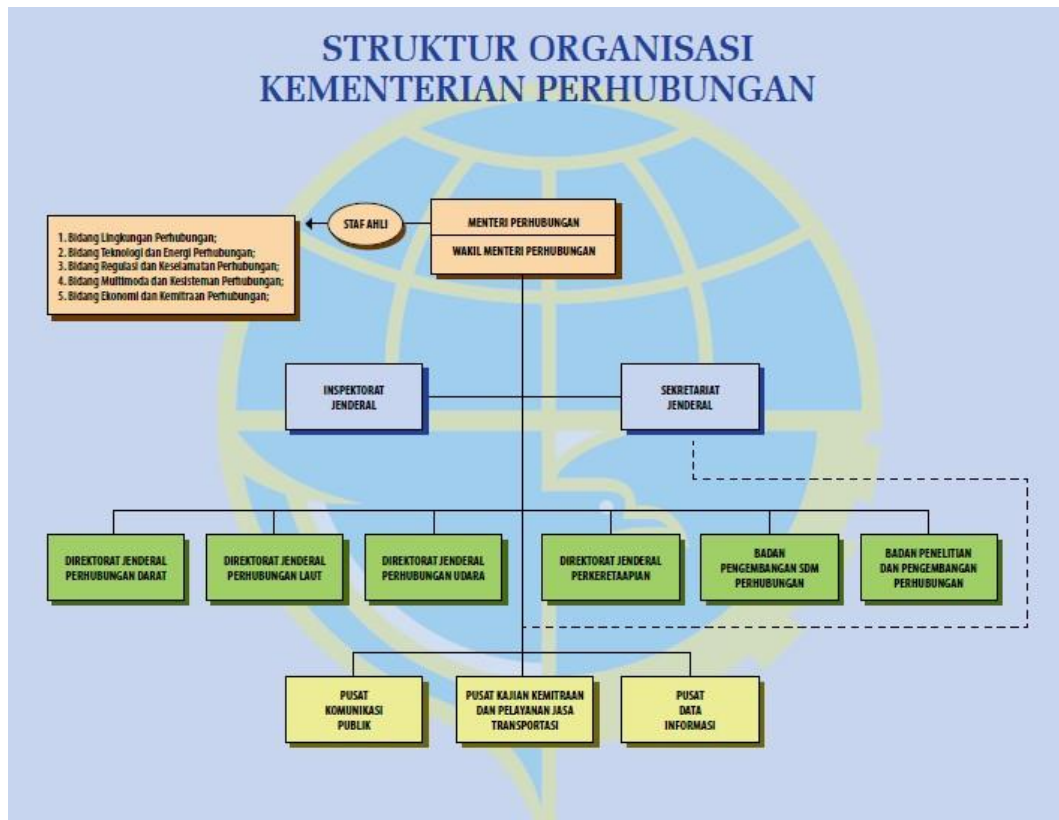 STRUKTUR ORGANISASI
KEMENTERIAN PERHUBUNGAN
STAF AHLI
MENTERI PERHUBUNGAN
WAKIL MENTERI PERHUBUNGAN
1. Bidang Lingkungan Perhubungan;
2. Bidang Teknologi dan Energi Perhubungan;
3. Bidang Regulasi dan Keselamatan Perhubungan;
4. Bidang Multimoda dan Kesisteman Perhubungan;
5. Bidang Ekonomi dan Kemitraan Perhubungan;
INSPEKTORAT
JENDERAL
SEKRETARIAT
JENDERAL
DIREKTORAT JENDERAL
PERHUBUNGAN DARAT
DIREKTORAT JENDERAL
PERHUBUNGAN LAUT
DIREKTORAT JENDERAL
PERHUBUNGAN UDARA
DIREKTORAT JENDERAL
PERKERETAAPIAN
BADAN
PENGEMBANGAN SDM
PERHUBUNGAN
BADAN PENELITIAN
DAN PENGEMBANGAN
PERHUBUNGAN
PUSAT
KOMUNIKASI
PUBLIK
PUSAT KAJIAN KEMITRAAN
DAN PELAYANAN JASA
TRANSPORTASI
PUSAT
DATA
INFORMASI